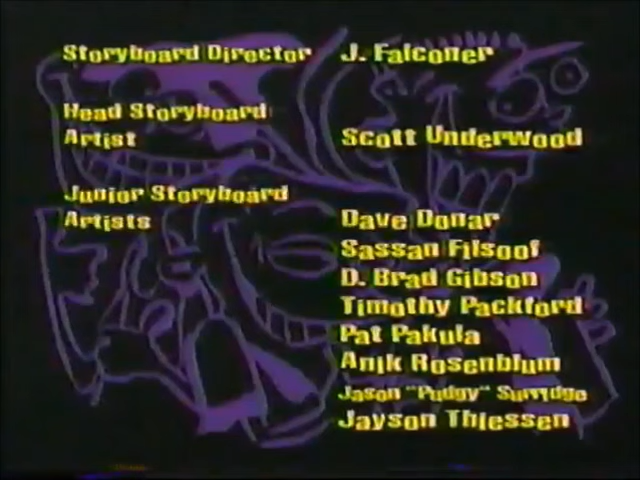 Storyboard Director J. Falconer
Head Storyboard
Artist Scott Underwood
Junior Storyboard
Artists Dave Donar
Sassan Filsoof
D. Brad Gibson
Timothy Packford
Pat Pakula
Anik Rosenblum
Jason "Pudgy" Surridge
Jayson Thiessen